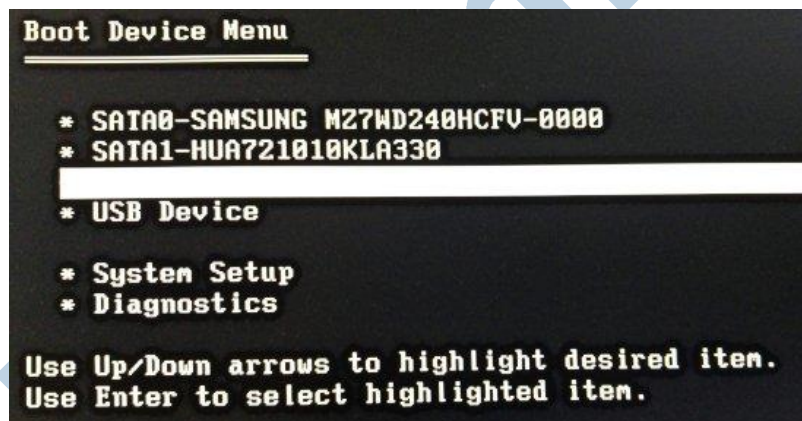 Boot Device Menu
* SATA0-SAMSUNG MZ7WD240HCFV-0000
* SATA1-HUA721010KLA330
* USB Device
* System Setup
* Diagnostics
Use Up/Down arrows to highlight desired item.
Use Enter to select highlighted item.